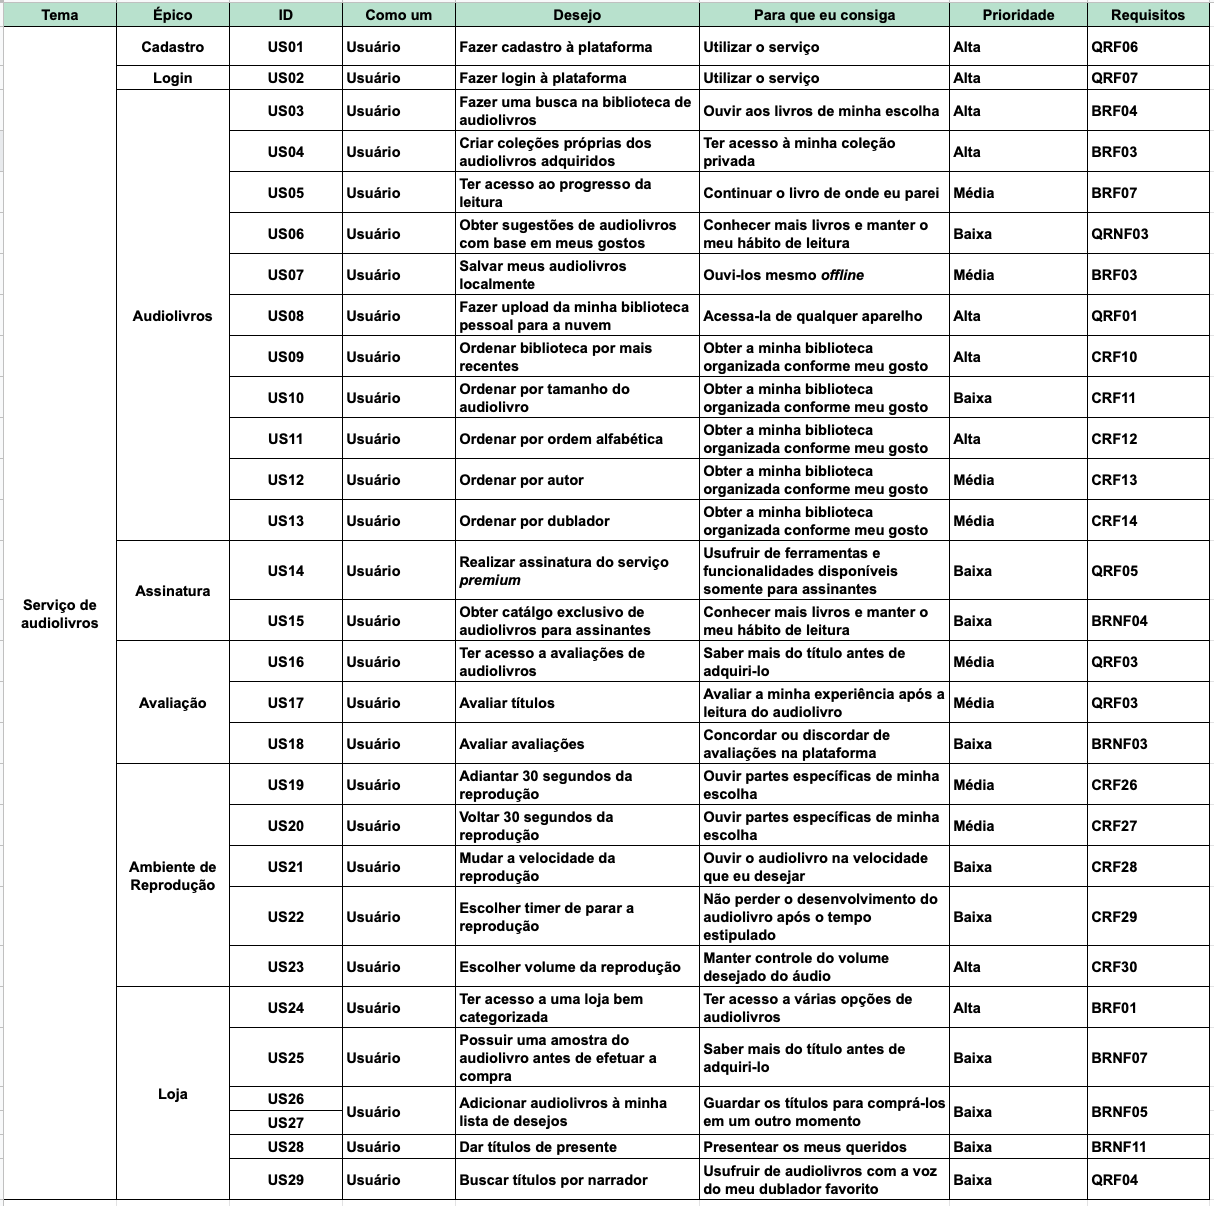 Tema Épico ID Como um Desejo Para que eu consiga Prioridade Requisitos
Serviço de
audiolivros
Cadastro
US01 Usuário Fazer cadastro à plataforma Utilizar o serviço Alta QRF06
Login
US02 Usuário Fazer login à plataforma Utilizar o serviço Alta QRF07
Audiolivros
US03 Usuário Fazer uma busca na biblioteca de
audiolivros Ouvir aos livros de minha escolha Alta BRF04
US04 Usuário Criar coleções próprias dos
audiolivros adquiridos Ter acesso à minha coleção
privada Alta BRF03
US05 Usuário Ter acesso ao progresso da
leitura Continuar o livro de onde eu parei Média BRF07
US06 Usuário Obter sugestões de audiolivros
com base em meus gostos Conhecer mais livros e manter o
meu hábito de leitura Baixa QRNF03
US07 Usuário Salvar meus audiolivros
localmente Ouvi-los mesmo offline Média BRF03
US08 Usuário Fazer upload da minha biblioteca
pessoal para a nuvem Acessa-la de qualquer aparelho Alta QRF01
US09 Usuário Ordenar biblioteca por mais
recentes Obter a minha biblioteca
organizada conforme meu gosto Alta CRF10
US10 Usuário Ordenar por tamanho do
audiolivro Obter a minha biblioteca
organizada conforme meu gosto Baixa CRF11
US11 Usuário Ordenar por ordem alfabética Obter a minha biblioteca
organizada conforme meu gosto Alta CRF12
US12 Usuário Ordenar por autor Obter a minha biblioteca
organizada conforme meu gosto Média CRF13
US13 Usuário Ordenar por dublador Obter a minha biblioteca
organizada conforme meu gosto Média CRF14
Assinatura
US14 Usuário Realizar assinatura do serviço
premium Usufruir de ferramentas e
funcionalidades disponíveis
somente para assinantes Baixa QRF05
US15 Usuário Obter catálgo exclusivo de
audiolivros para assinantes Conhecer mais livros e manter o
meu hábito de leitura Baixa BRNF04
Avaliação
US16 Usuário Ter acesso a avaliações de
audiolivros Saber mais do título antes de
adquiri-lo Média QRF03
US17 Usuário Avaliar títulos Avaliar a minha experiência após a
leitura do audiolivro Média QRF03
US18 Usuário Avaliar avaliações Concordar ou discordar de
avaliações na plataforma Baixa BRNF03
Ambiente de
Reprodução
US19 Usuário Adiantar 30 segundos da
reprodução Ouvir partes específicas de minha
escolha Média CRF26
US20 Usuário Voltar 30 segundos da
reprodução Ouvir partes específicas de minha
escolha Média CRF27
US21 Usuário Mudar a velocidade da
reprodução Ouvir o audiolivro na velocidade
que eu desejar Baixa CRF28
US22 Usuário Escolher timer de parar a
reprodução Não perder o desenvolvimento do
audiolivro após o tempo
estipulado Baixa CRF29
US23 Usuário Escolher volume da reprodução Manter controle do volume
desejado do áudio Alta CRF30
Loja
US24 Usuário Ter acesso a uma loja bem
categorizada Ter acesso a várias opções de
audiolivros Alta BRF01
US25 Usuário Possuir uma amostra do
audiolivro antes de efetuar a
compra Saber mais do título antes de
adquiri-lo Baixa BRNF07
US26
US27 Usuário Adicionar audiolivros à minha
lista de desejos Guardar os títulos para comprá-los
em um outro momento Baixa BRNF05
US28 Usuário Dar títulos de presente Presentear os meus queridos Baixa BRNF11
US29 Usuário Buscar títulos por narrador Usufruir de audiolivros com a voz
do meu dublador favorito Baixa QRF04